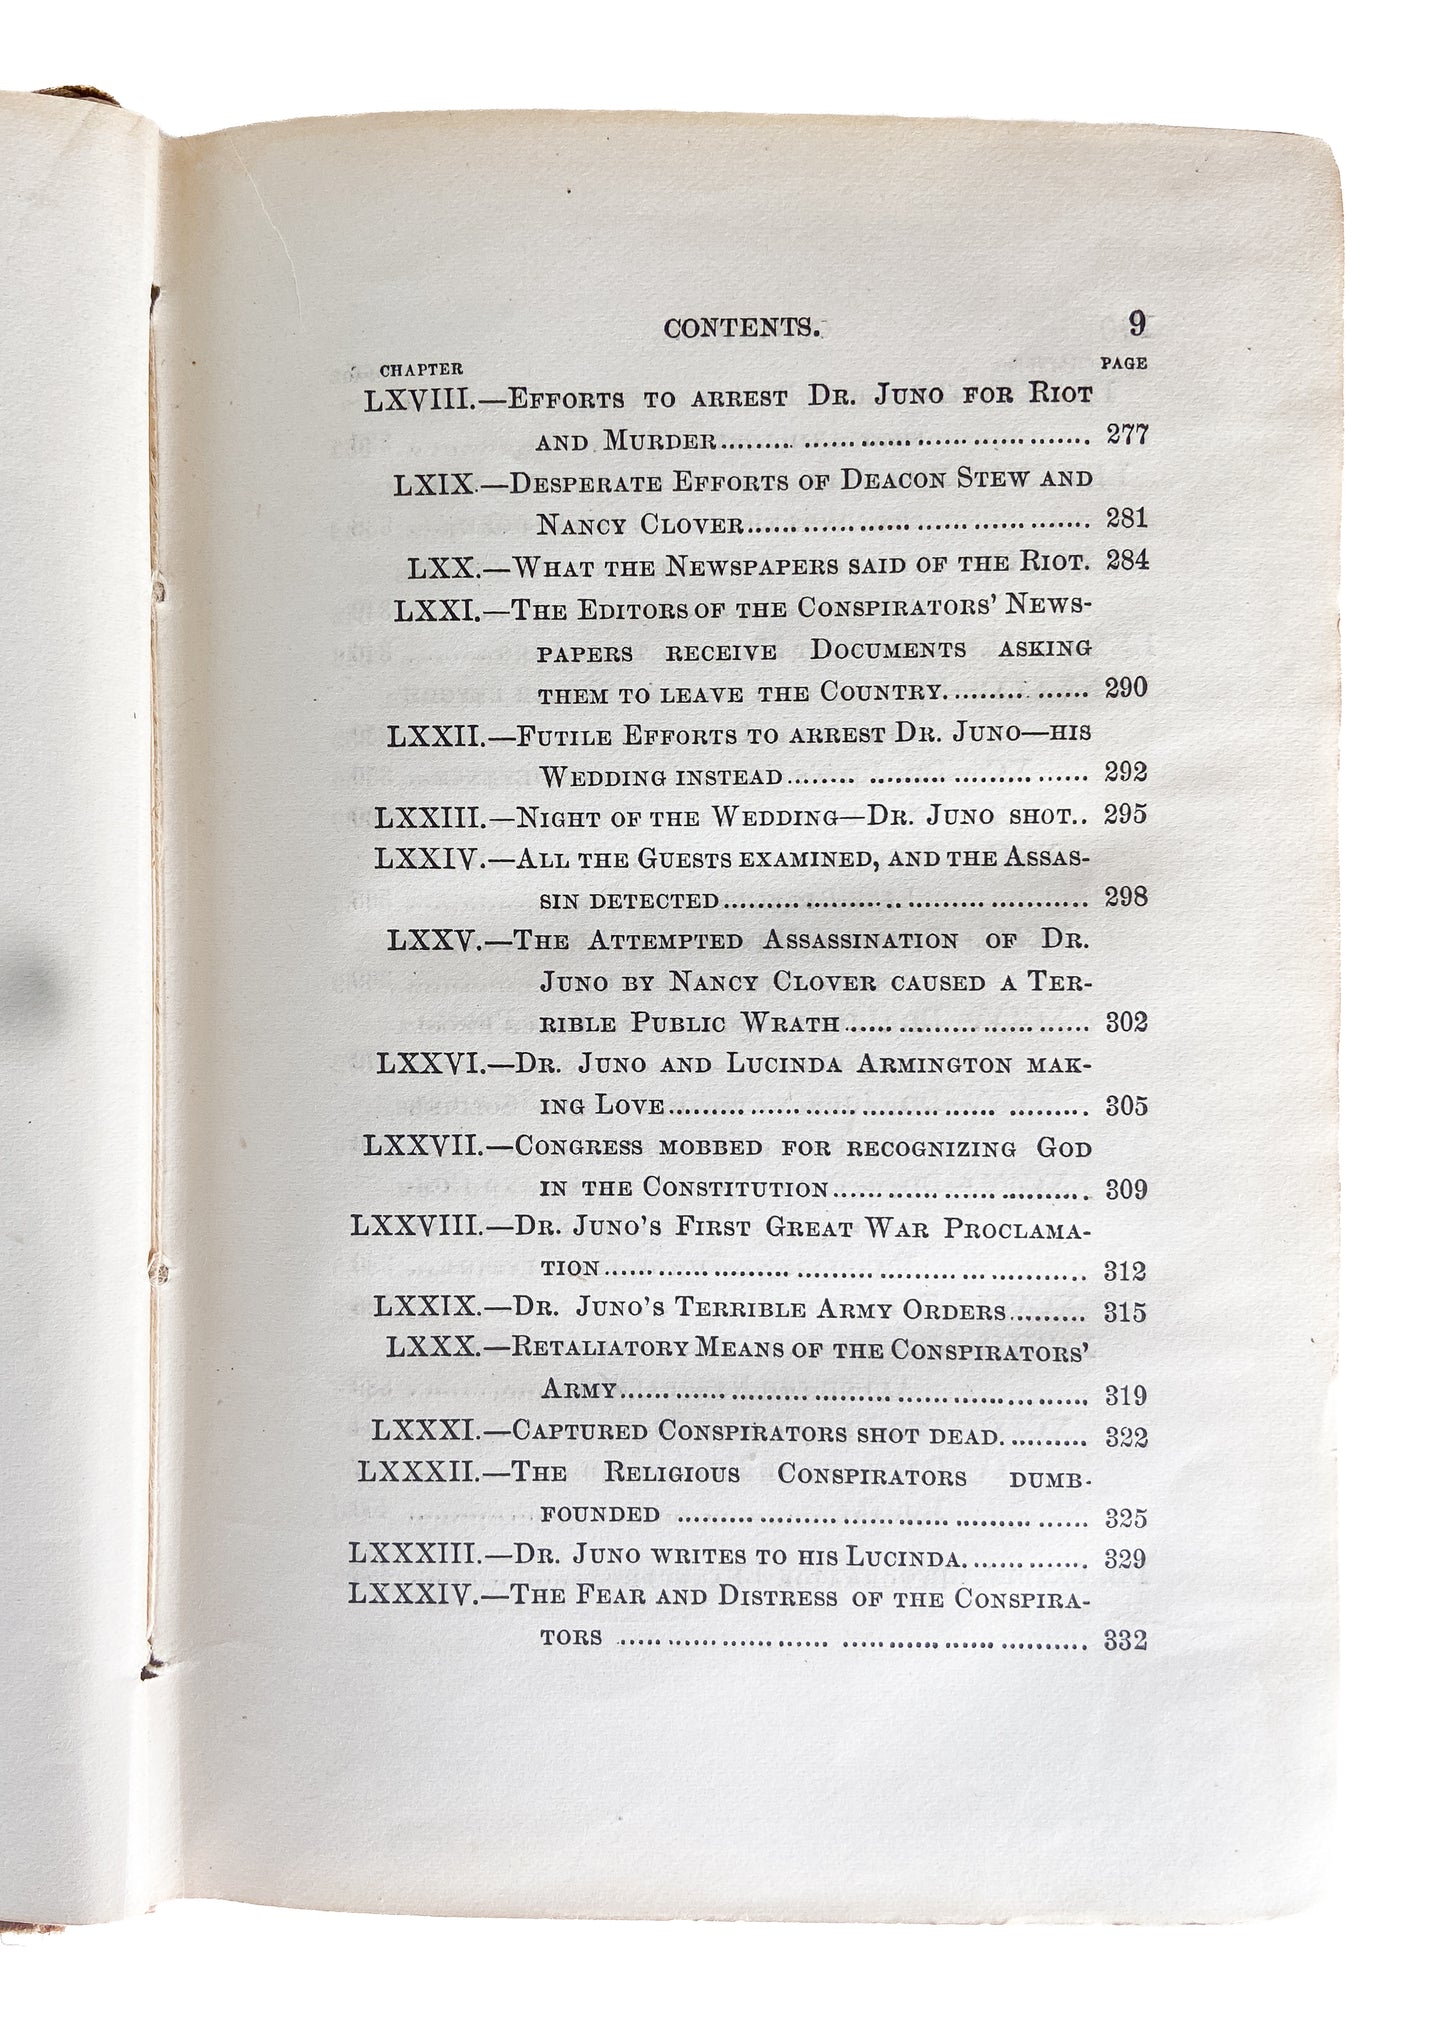 CONTENTS. 9
CHAPTER PAGE
LXVIII.—Efforts to arrest Dr. Juno for Riot
and Murder......... .................................... 277
LXIX.—Desperate Efforts of Deacon Stew and
Nancy Clover.......................................... 281
LXX.—What the Newspapers said of the Riot. 284
LXXI.—The Editors of the Conspirators' News-
papers receive Documents asking
them to leave the Country................ 290
LXXII.—Futile Efforts to arrest Dr. Juno—his
Wedding instead........ ........................... 292
LXXIII.—Night of the Wedding—Dr. Juno shot.. 295
LXXIV.—All the Guests examined, and the Assas-
sin detected............................................. 298
LXXV.—The Attempted Assassination of Dr.
Juno by Nancy Clover caused a Ter-
rible Public Wrath.............................. 302
LXXVI.—Dr. Juno and Lucinda Armington mak-
ing Love........................................ .......... 305
LXXVII.—Congress mobbed for recognizing God
in the Constitution................................ 309
LXXVIII.—Dr. Juno's First Great War Proclama-
tion............................................................ 312
LXXIX.—Dr. Juno's Terrible Army Orders.......... 315
LXXX.—Retaliatory Means of the Conspirators'
Army.......................................................... 319
LXXXI.—Captured Conspirators shot dead........... 322
LXXXII.—The Religious Conspirators dumb-
founded ................................................... 325
LXXXIII.—Dr. Juno writes to his Lucinda.............. 329
LXXXIV.—The Fear and Distress of the Conspira-
tors .......................... ............................... 332